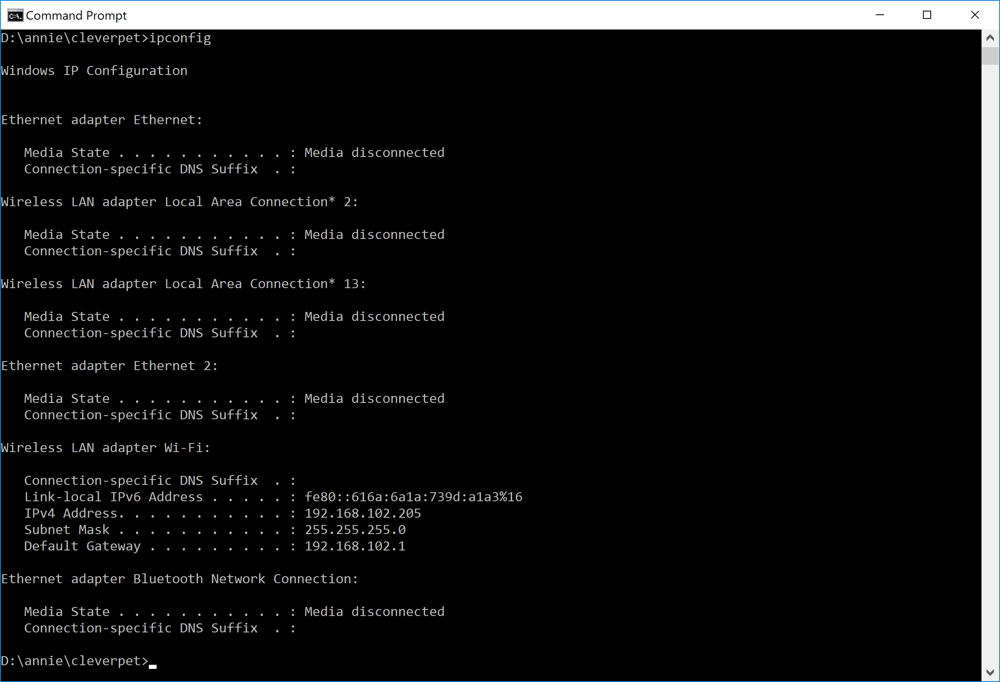 Command Prompt
D:\annie\cleverpet>ipconfig
Windows IP Configuration
Ethernet adapter Ethernet:
   Media State . . . . . . . . . . . : Media disconnected
   Connection-specific DNS Suffix  . :
Wireless LAN adapter Local Area Connection* 2:
   Media State . . . . . . . . . . . : Media disconnected
   Connection-specific DNS Suffix  . :
Wireless LAN adapter Local Area Connection* 13:
   Media State . . . . . . . . . . . : Media disconnected
   Connection-specific DNS Suffix  . :
Ethernet adapter Ethernet 2:
   Media State . . . . . . . . . . . : Media disconnected
   Connection-specific DNS Suffix  . :
Wireless LAN adapter Wi-Fi:
   Connection-specific DNS Suffix  . :
   Link-local IPv6 Address . . . . . : fe80::616a:6a1a:739d:a1a3%16
   IPv4 Address. . . . . . . . . . . : 192.168.102.205
   Subnet Mask . . . . . . . . . . . : 255.255.255.0
   Default Gateway . . . . . . . . . : 192.168.102.1
Ethernet adapter Bluetooth Network Connection:
   Media State . . . . . . . . . . . : Media disconnected
   Connection-specific DNS Suffix  . :
D:\annie\cleverpet>